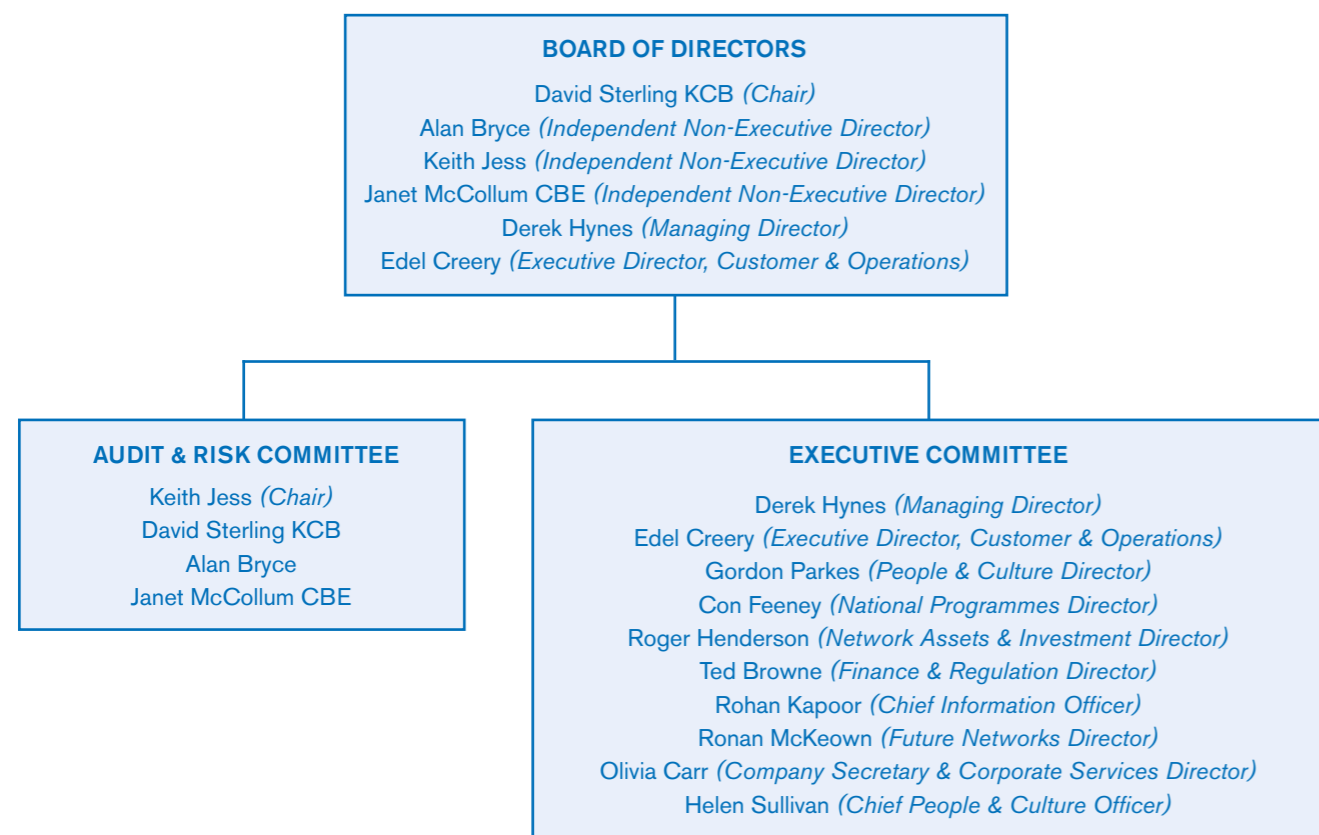 BOARD OF DIRECTORS
David Sterling KCB (Chair)
Alan Bryce (Independent Non-Executive Director)
Keith Jess (Independent Non-Executive Director)
Janet McCollum CBE (Independent Non-Executive Director)
Derek Hynes (Managing Director)
Edel Creery (Executive Director, Customer & Operations)
AUDIT & RISK COMMITTEE
Keith Jess (Chair)
David Sterling KCB
Alan Bryce
Janet McCollum CBE
EXECUTIVE COMMITTEE
Derek Hynes (Managing Director)
Edel Creery (Executive Director, Customer & Operations)
Gordon Parkes (People & Culture Director)
Con Feeney (National Programmes Director)
Roger Henderson (Network Assets & Investment Director)
Ted Browne (Finance & Regulation Director)
Rohan Kapoor (Chief Information Officer)
Ronan McKeown (Future Networks Director)
Olivia Carr (Company Secretary & Corporate Services Director)
Helen Sullivan (Chief People & Culture Officer)